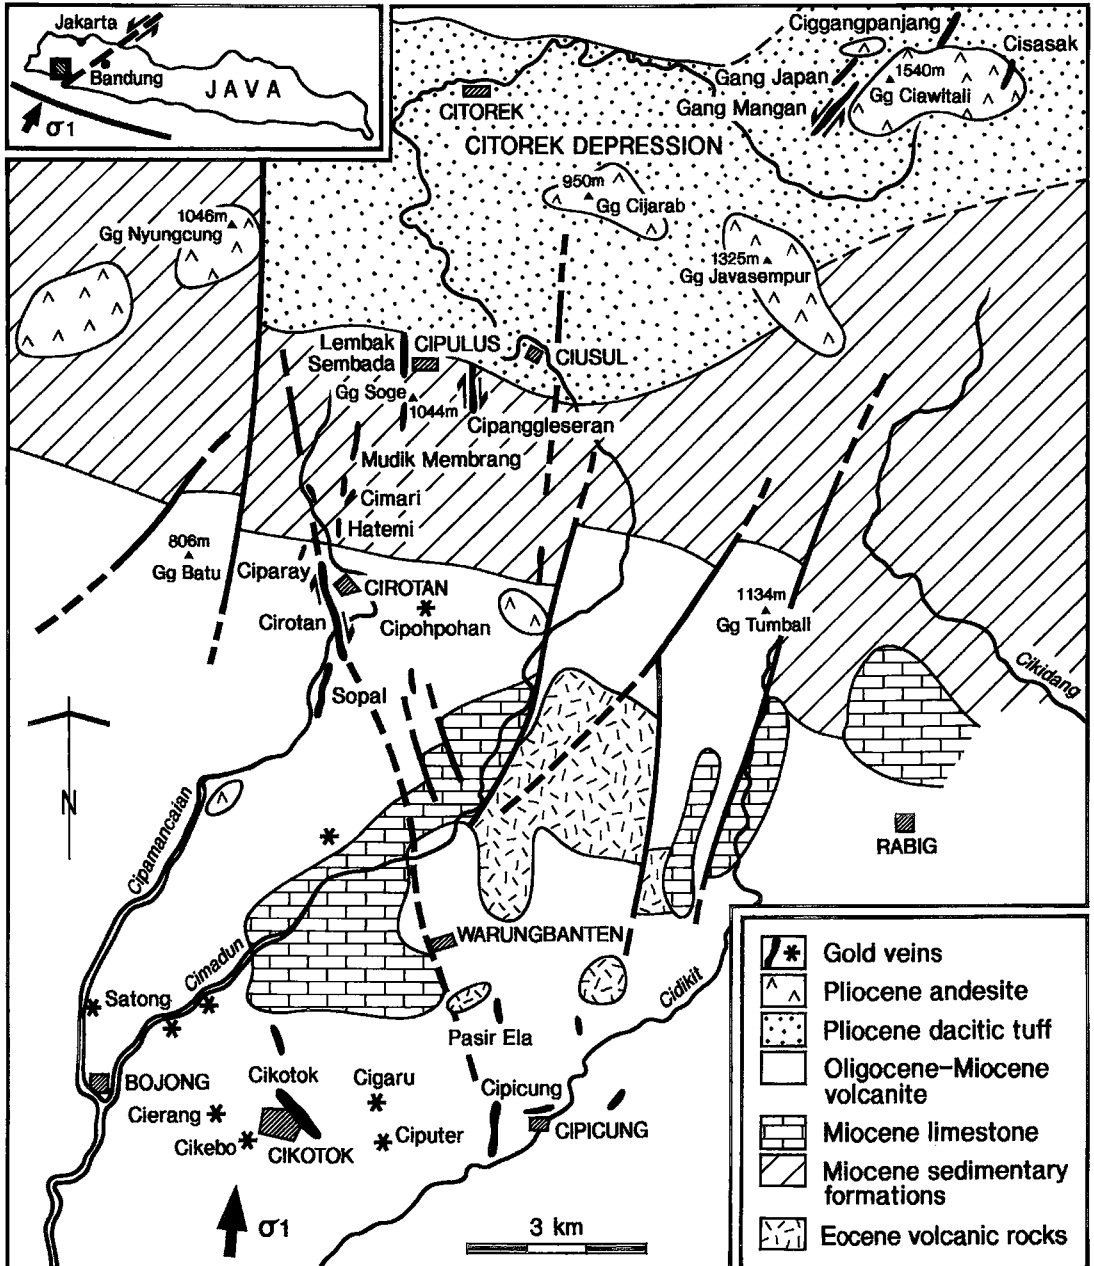 Jakarta
Bandung
JAVA
σ1
Ciggangpanjang
Cisasak
Gang Japan
1540m
Gg Ciawitali
Gang Mangan
CITOREK
CITOREK DEPRESSION
950m
Gg Cijarab
1046m
Gg Nyungcung
1325m
Gg Javasempur
Lembak
Sembada
CIPULUS
CIUSUL
Gg Soge
1044m
Cipanggleseran
Mudik Membrang
Cimari
Hatemi
806m
Gg Batu
Ciparay
CIROTAN
Cirotan
Cipohpohan
1134m
Gg Tumball
Cikidang
Sopal
N
Cipamancaian
RABIG
WARUNGBANTEN
Cimadun
Cidikit
Satong
Pasir Ela
BOJONG
Cikotok
Cigaru
Cipicung
Cierang
Cikebo
CIKOTOK
Ciputer
CIPICUNG
σ1
3 km
Gold veins
Pliocene andesite
Pliocene dacitic tuff
Oligocene-Miocene
volcanite
Miocene limestone
Miocene sedimentary
formations
Eocene volcanic rocks